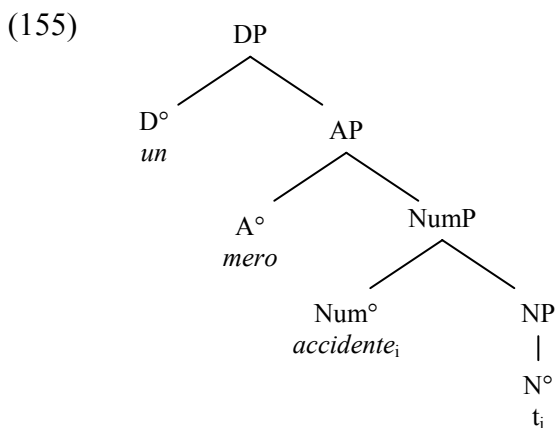 (155)
DP
D°
un
AP
A°
mero
NumP
Num°
accidenteᵢ
NP
N°
tᵢ